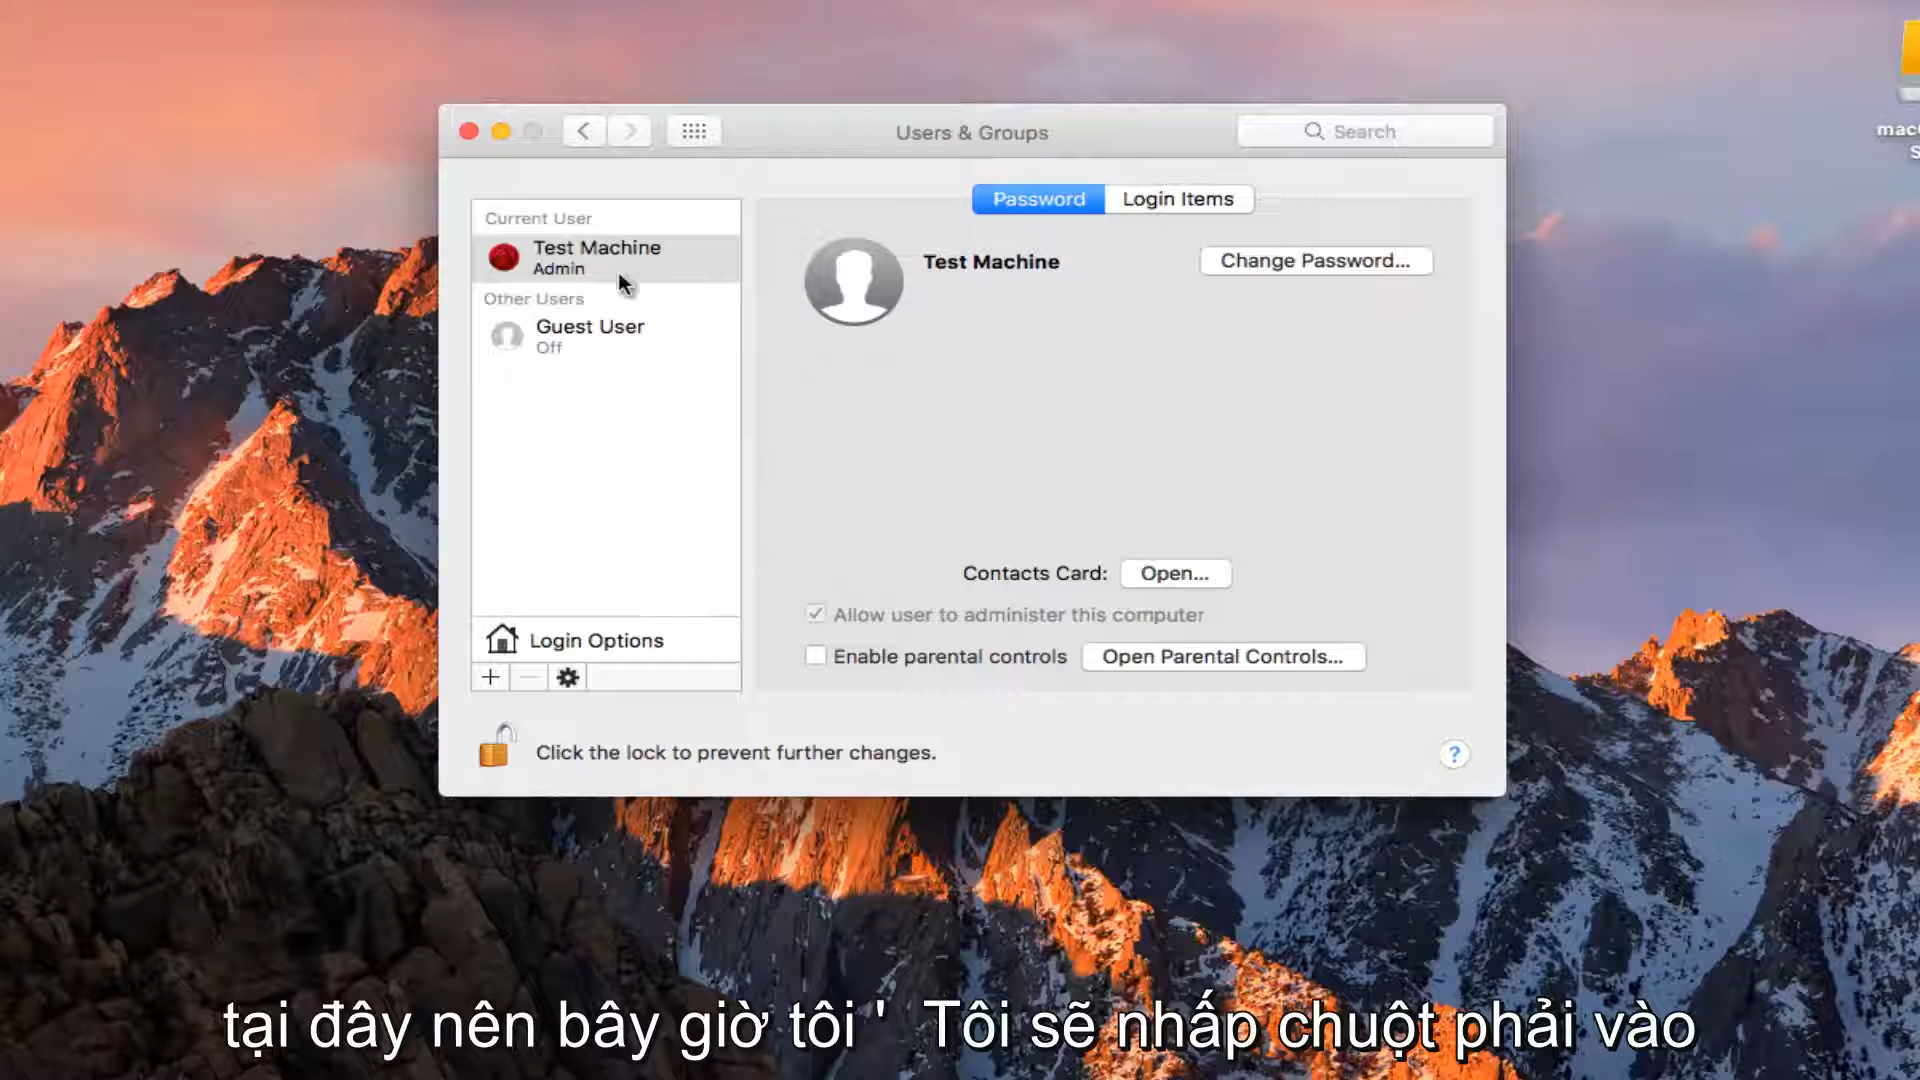 Users & Groups
Search
mac
S
Password
Login Items
Current User
Test Machine
Admin
Other Users
Guest User
Off
Test Machine
Change Password...
Contacts Card:
Open...
Allow user to administer this computer
Enable parental controls
Open Parental Controls...
Login Options
Click the lock to prevent further changes.
?
tại đây nên bây giờ tôi ' Tôi sẽ nhấp chuột phải vào